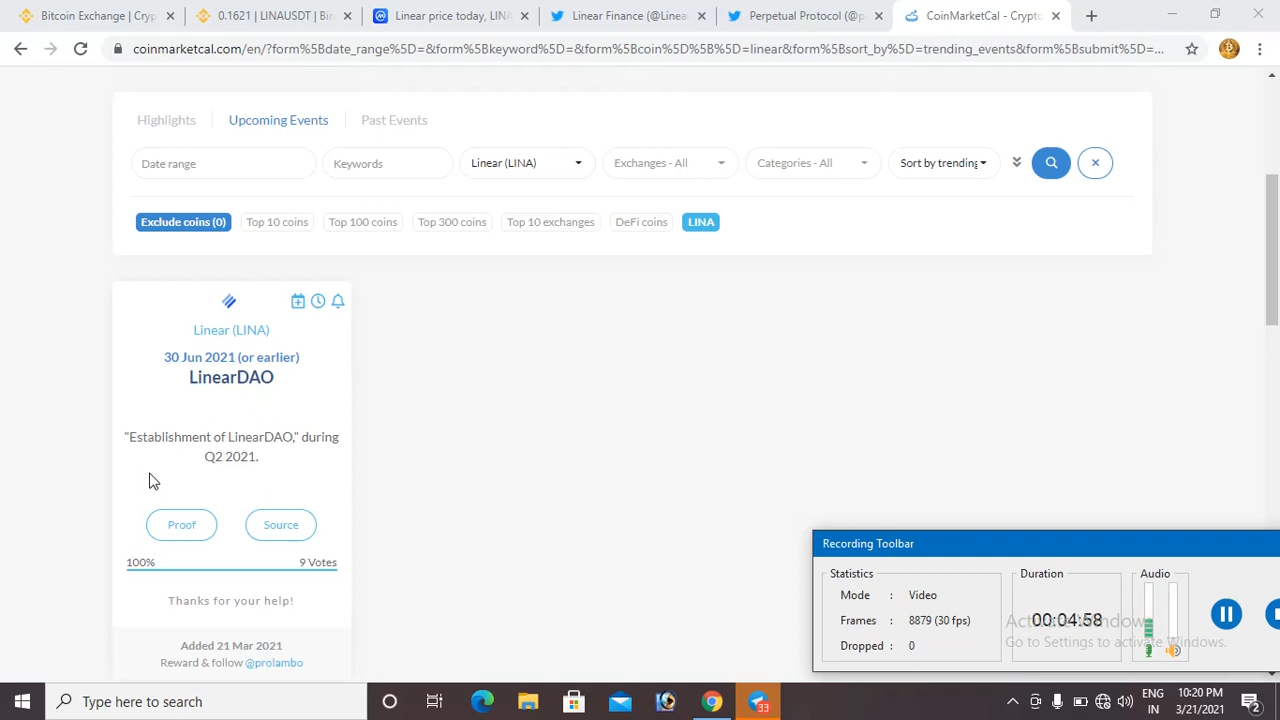 Bitcoin Exchange | Cryp
0.1621 | LINAUSDT | Bin
Linear price today, LINA
Linear Finance (@Linea
Perpetual Protocol (@p
CoinMarketCal - Crypto
coinmarketcal.com/en/?form%5Bdate_range%5D=&form%5Bkeyword%5D=&form%5Bcoin%5D%5B%5D=linear&form%5Bsort_by%5D=trending_events&form%5Bsubmit%5D=...
Highlights
Upcoming Events
Past Events
Date range
Keywords
Linear (LINA)
Exchanges - All
Categories - All
Sort by trending
Exclude coins (0)
Top 10 coins
Top 100 coins
Top 300 coins
Top 10 exchanges
DeFi coins
LINA
Linear (LINA)
30 Jun 2021 (or earlier)
LinearDAO
"Establishment of LinearDAO," during
Q2 2021.
Proof
Source
100%
9 Votes
Thanks for your help!
Added 21 Mar 2021
Reward & follow @prolambo
Recording Toolbar
Statistics
Mode : Video
Frames : 8879 (30 fps)
Dropped : 0
Duration
00:04:58
Audio
Activate Windows
Go to Settings to activate Windows.
Type here to search
33
ENG
IN
10:20 PM
3/21/2021
2